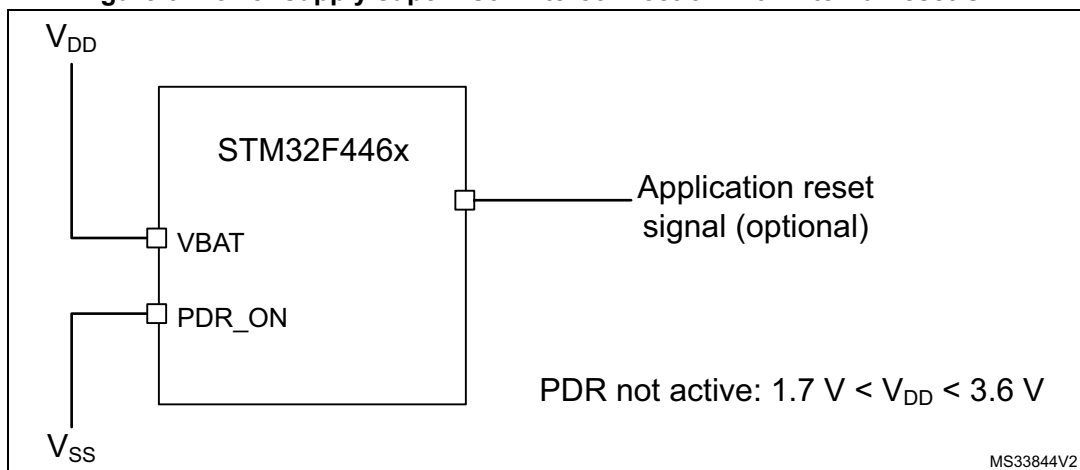 V_DD
STM32F446x
Application reset
signal (optional)
VBAT
PDR_ON
PDR not active: 1.7 V < V_DD < 3.6 V
V_SS
MS33844V2